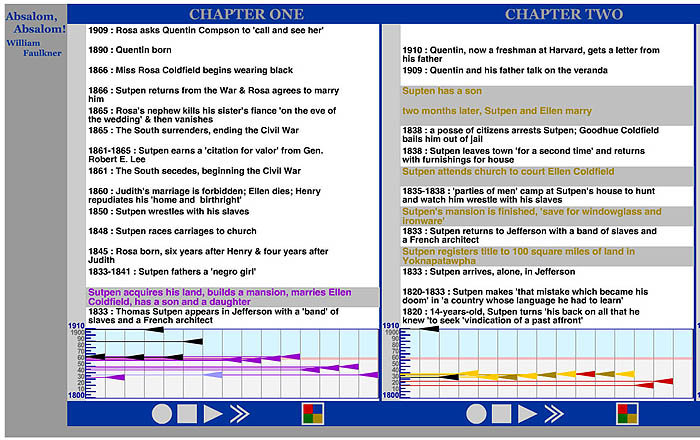 Absalom,
Absalom!
William
Faulkner
CHAPTER ONE
1909 : Rosa asks Quentin Compson to 'call and see her'
1890 : Quentin born
1866 : Miss Rosa Coldfield begins wearing black
1866 : Sutpen returns from the War & Rosa agrees to marry
him
1865 : Rosa's nephew kills his sister's fiance 'on the eve of
the wedding' & then vanishes
1865 : The South surrenders, ending the Civil War
1861-1865 : Sutpen earns a 'citation for valor' from Gen.
Robert E. Lee
1861 : The South secedes, beginning the Civil War
1860 : Judith's marriage is forbidden; Ellen dies; Henry
repudiates his 'home and birthright'
1850 : Sutpen wrestles with his slaves
1848 : Sutpen races carriages to church
1845 : Rosa born, six years after Henry & four years after
Judith
1833-1841 : Sutpen fathers a 'negro girl'
Sutpen acquires his land, builds a mansion, marries Ellen
Coldfield, has a son and a daughter
1833 : Thomas Sutpen appears in Jefferson with a 'band' of
slaves and a French architect
1910
90
80
70
60
50
40
30
20
10
1800
CHAPTER TWO
1910 : Quentin, now a freshman at Harvard, gets a letter from
his father
1909 : Quentin and his father talk on the veranda
Supten has a son
two months later, Sutpen and Ellen marry
1838 : a posse of citizens arrests Sutpen; Goodhue Coldfield
bails him out of jail
1838 : Sutpen leaves town 'for a second time' and returns
with furnishings for house
Sutpen attends church to court Ellen Coldfield
1835-1838 : 'parties of men' camp at Sutpen's house to hunt
and watch him wrestle with his slaves
Sutpen's mansion is finished, 'save for windowglass and
ironware'
1833 : Sutpen returns to Jefferson with a band of slaves and
a French architect
Sutpen registers title to 100 square miles of land in
Yoknapatawpha
1833 : Sutpen arrives, alone, in Jefferson
1820-1833 : Sutpen makes 'that mistake which became his
doom' in 'a country whose language he had to learn'
1820 : 14-years-old, Sutpen turns 'his back on all that he
knew 'to seek 'vindication of a past affront'
1910
90
80
70
60
50
40
30
20
10
1800